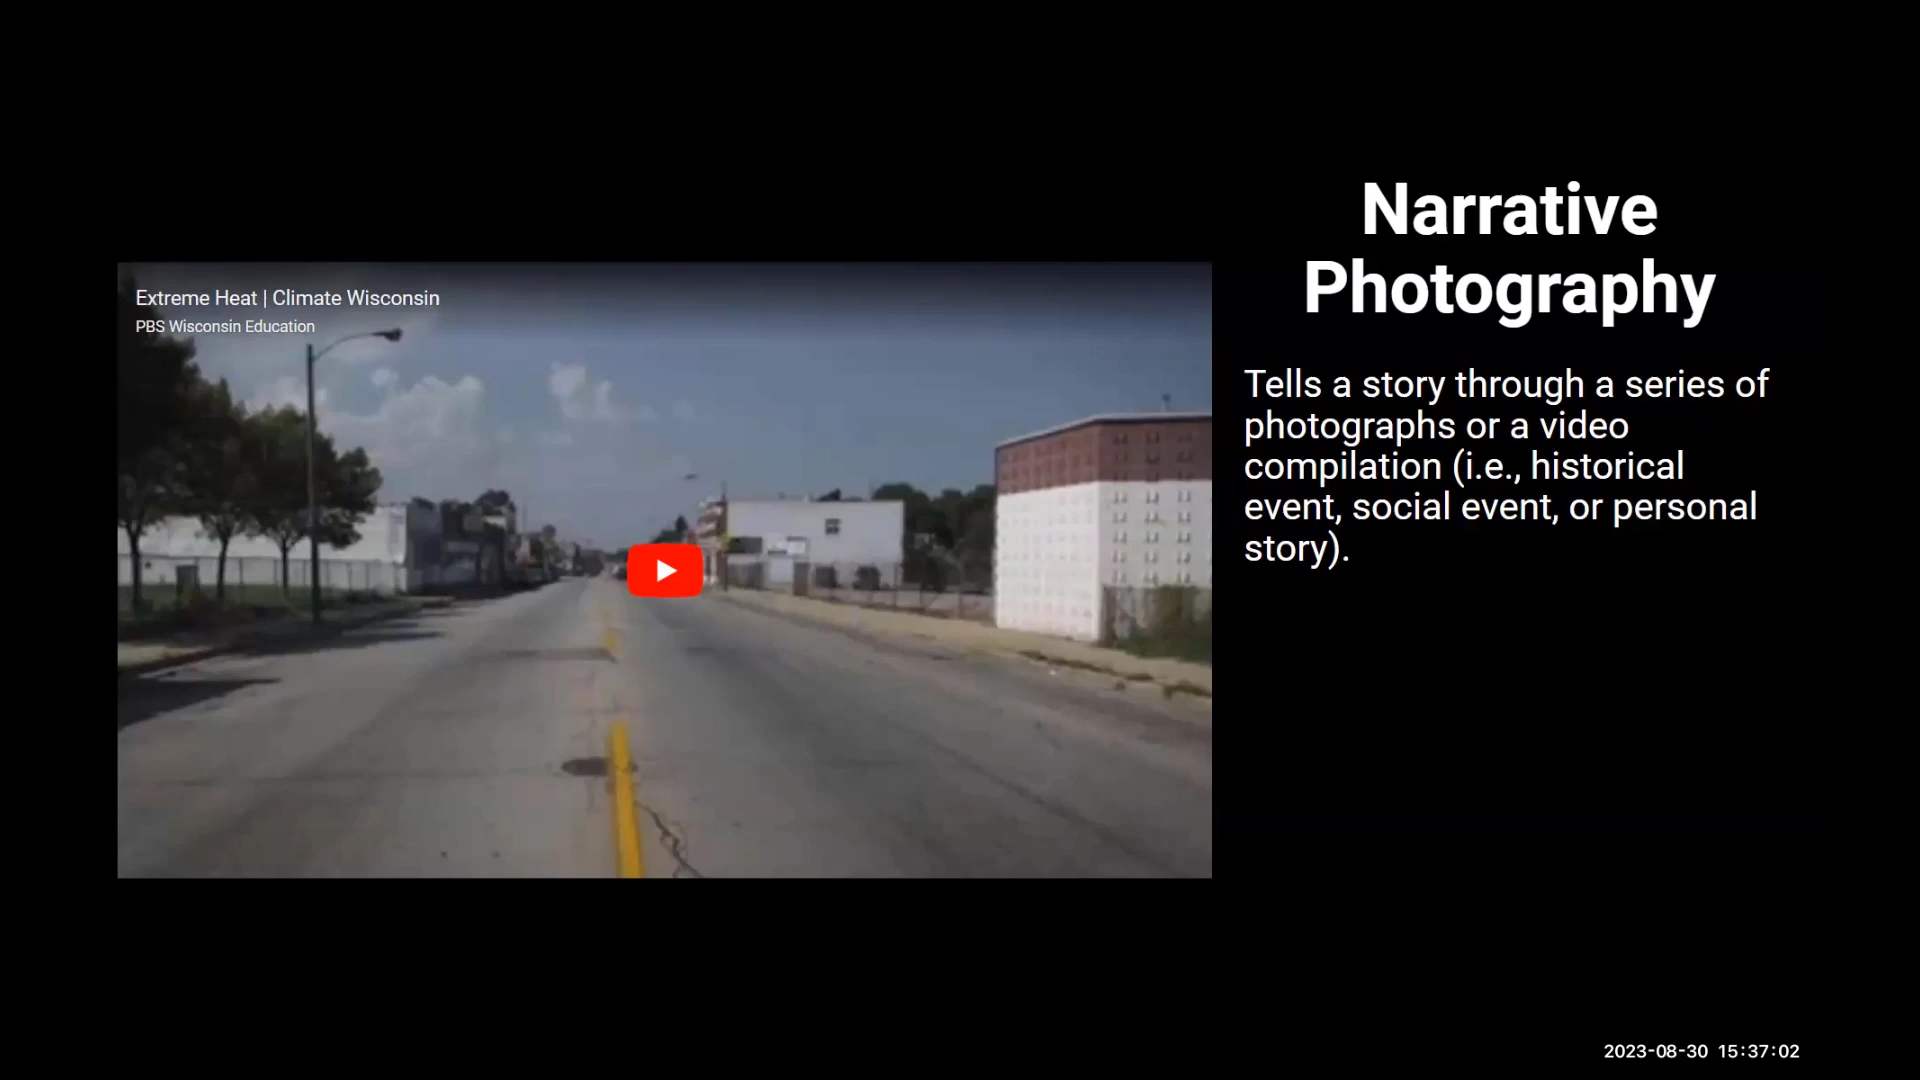 Narrative
Photography
Extreme Heat | Climate Wisconsin
PBS Wisconsin Education
Tells a story through a series of
photographs or a video
compilation (i.e., historical
event, social event, or personal
story).
2023-08-30 15:37:02